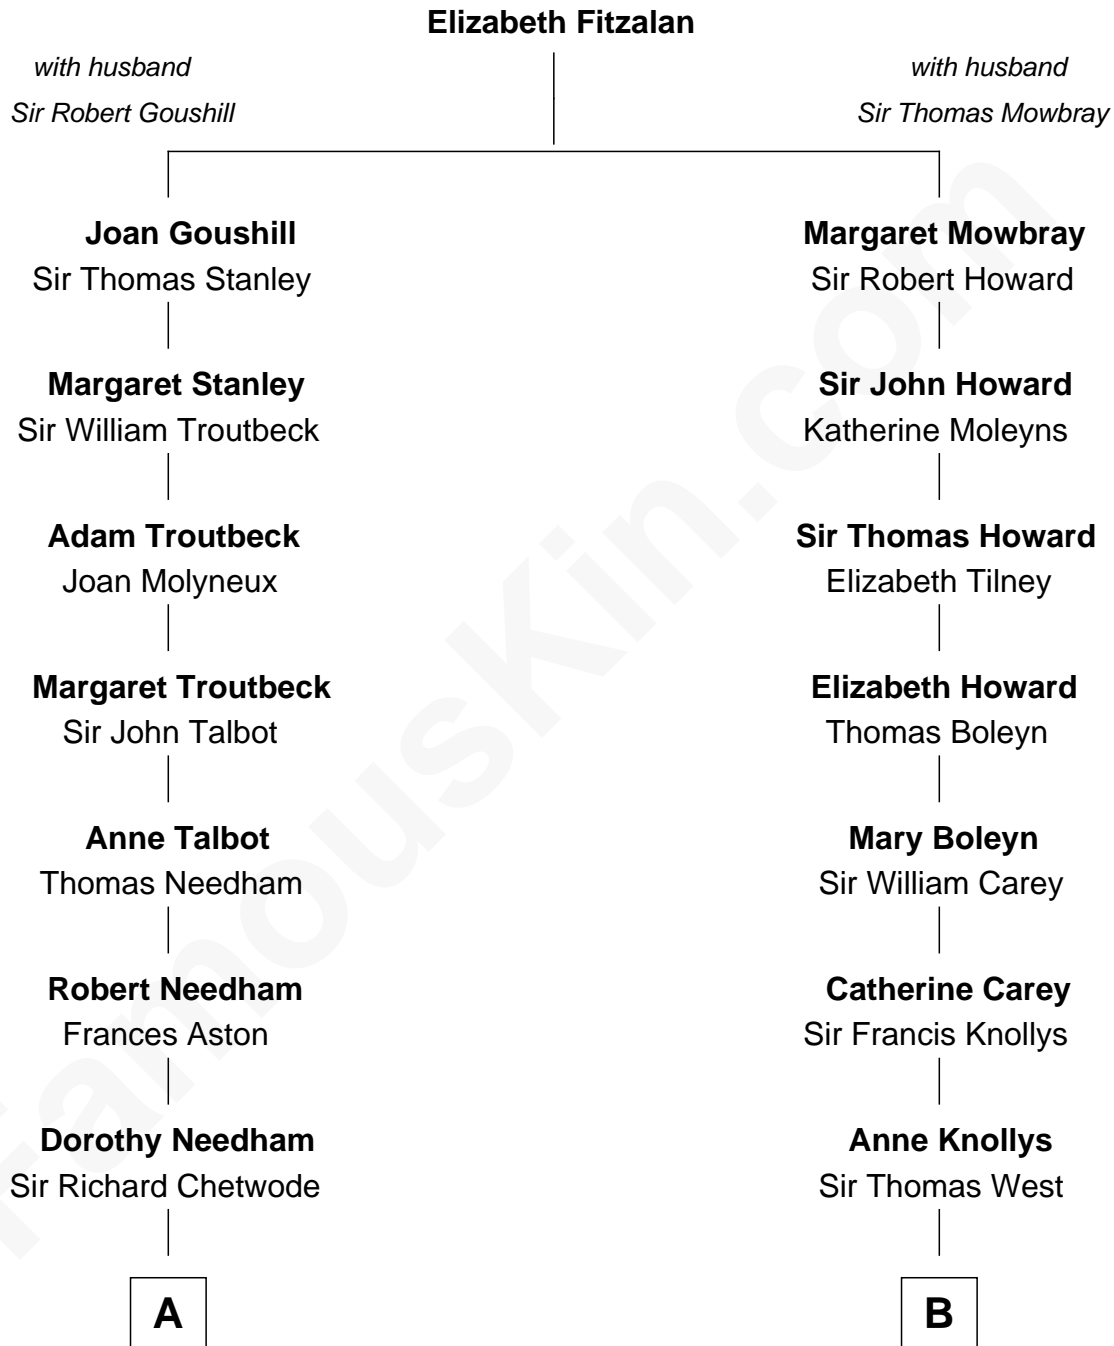 Elizabeth Fitzalan
with husband
Sir Robert Goushill
with husband
Sir Thomas Mowbray
Joan Goushill
Sir Thomas Stanley
Margaret Stanley
Sir William Troutbeck
Adam Troutbeck
Joan Molyneux
Margaret Troutbeck
Sir John Talbot
Anne Talbot
Thomas Needham
Robert Needham
Frances Aston
Dorothy Needham
Sir Richard Chetwode
A
Margaret Mowbray
Sir Robert Howard
Sir John Howard
Katherine Moleyns
Sir Thomas Howard
Elizabeth Tilney
Elizabeth Howard
Thomas Boleyn
Mary Boleyn
Sir William Carey
Catherine Carey
Sir Francis Knollys
Anne Knollys
Sir Thomas West
B
FamousKin.com